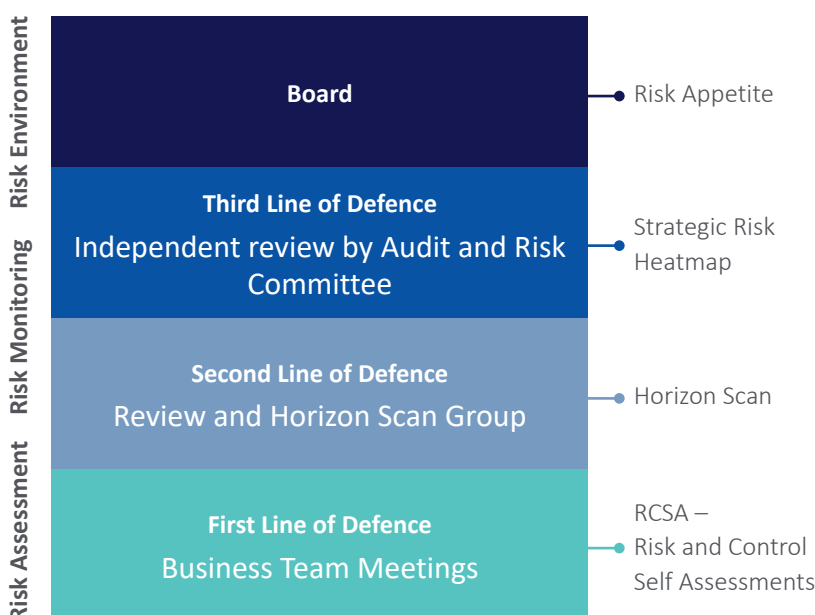 Risk Environment
Board
Risk Appetite
Third Line of Defence
Independent review by Audit and Risk
Committee
Strategic Risk
Heatmap
Risk Monitoring
Second Line of Defence
Review and Horizon Scan Group
Horizon Scan
Risk Assessment
First Line of Defence
Business Team Meetings
RCSA –
Risk and Control
Self Assessments